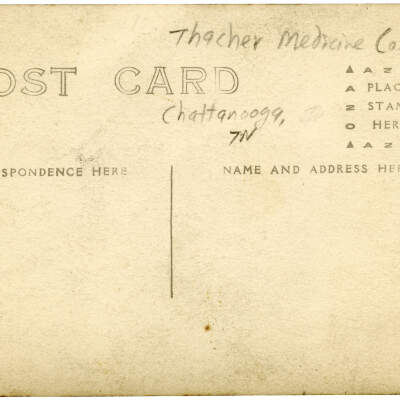 Thacher Medicine Co
OST CARD
Chattanooga,
TN
▲ A Z
A PLAC
Z STAN
O HER
▲ A Z
SPONDENCE HERE
NAME AND ADDRESS HER